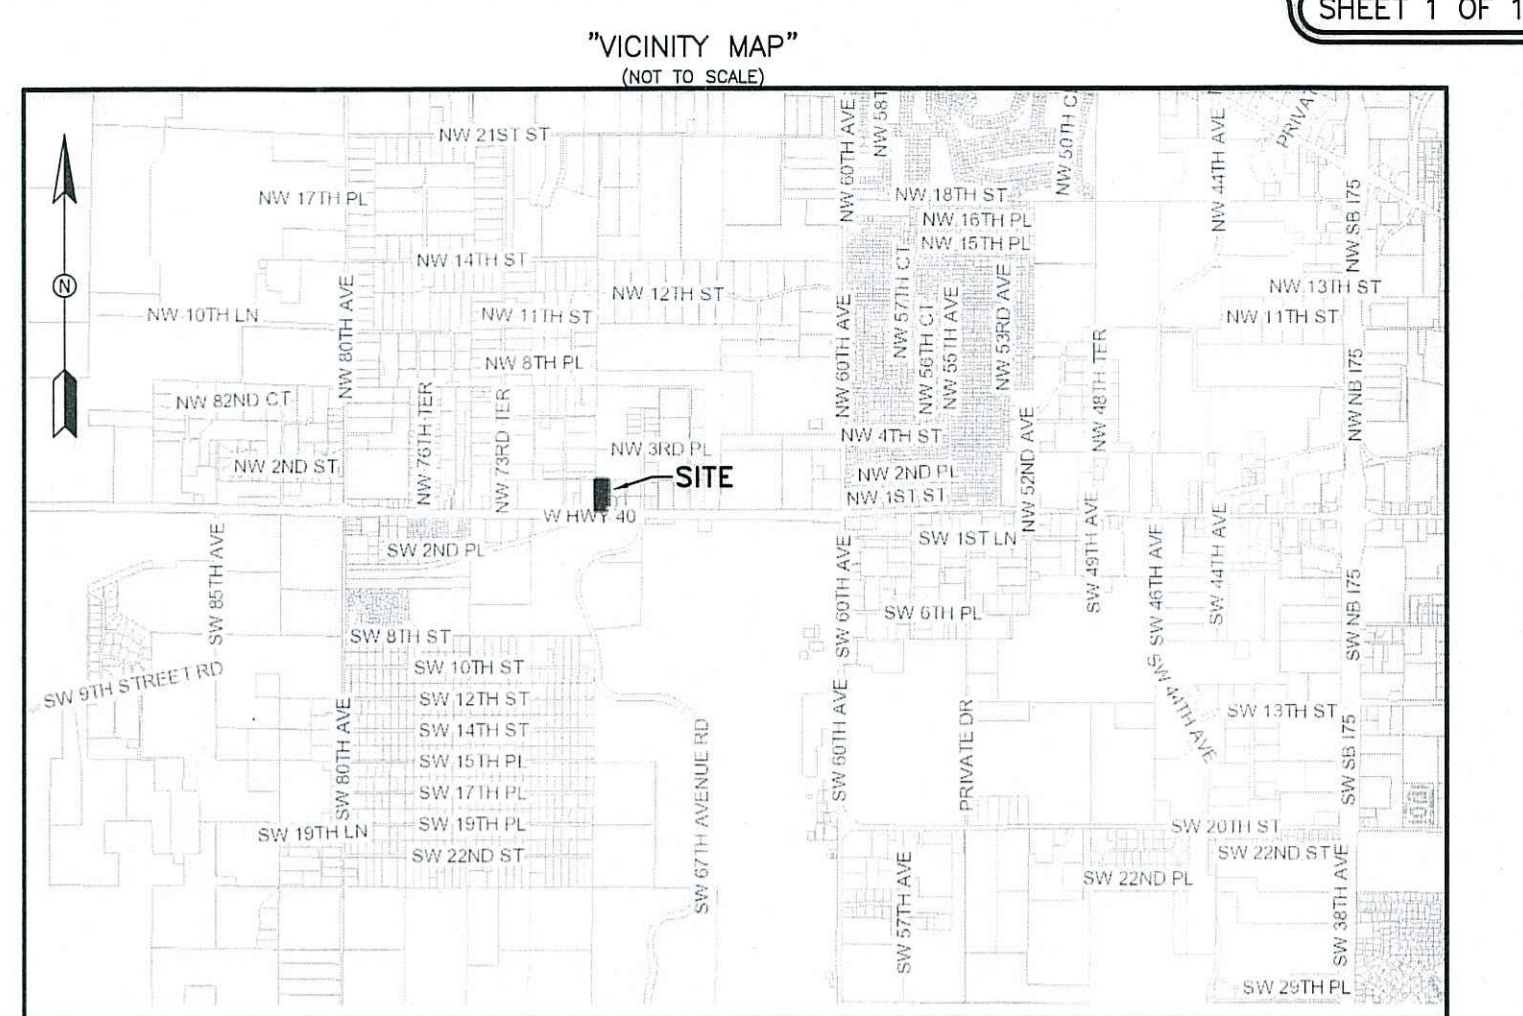 SHEET 1 OF 1
"VICINITY MAP"
(NOT TO SCALE)
NW 21ST ST
NW 60TH AVE
NW 58T
NW 50TH C
NW 44TH AVE
PRIVAT
NW SB I75
NW 17TH PL
NW 18TH ST
NW 16TH PL
NW 15TH PL
NW 14TH ST
N
NW 80TH AVE
NW 12TH ST
NW 57TH CT
NW 53RD AVE
NW 13TH ST
NW 10TH LN
NW 11TH ST
NW 60TH AVE
NW 56TH CT
NW 55TH AVE
NW 11TH ST
NW 8TH PL
NW 48TH TER
NW NB I75
NW 82ND CT
NW 76TH TER
NW 73RD TER
NW 3RD PL
NW 4TH ST
NW 52ND AVE
NW 2ND ST
SITE
NW 2ND PL
NW 1ST ST
W HWY 40
SW 85TH AVE
SW 2ND PL
SW 60TH AVE
SW 1ST LN
SW 49TH AVE
SW 46TH AVE
SW 44TH AVE
SW NB I75
SW 6TH PL
SW 8TH ST
SW 9TH STREET RD
SW 10TH ST
SW 44TH AVE
SW 80TH AVE
SW 12TH ST
SW 67TH AVENUE RD
SW 60TH AVE
PRIVATE DR
SW 13TH ST
SW SB I75
SW 14TH ST
SW 15TH PL
SW 17TH PL
SW 19TH LN
SW 19TH PL
SW 20TH ST
SW 22ND ST
SW 22ND ST
SW 57TH AVE
SW 22ND PL
SW 38TH AVE
SW 29TH PL